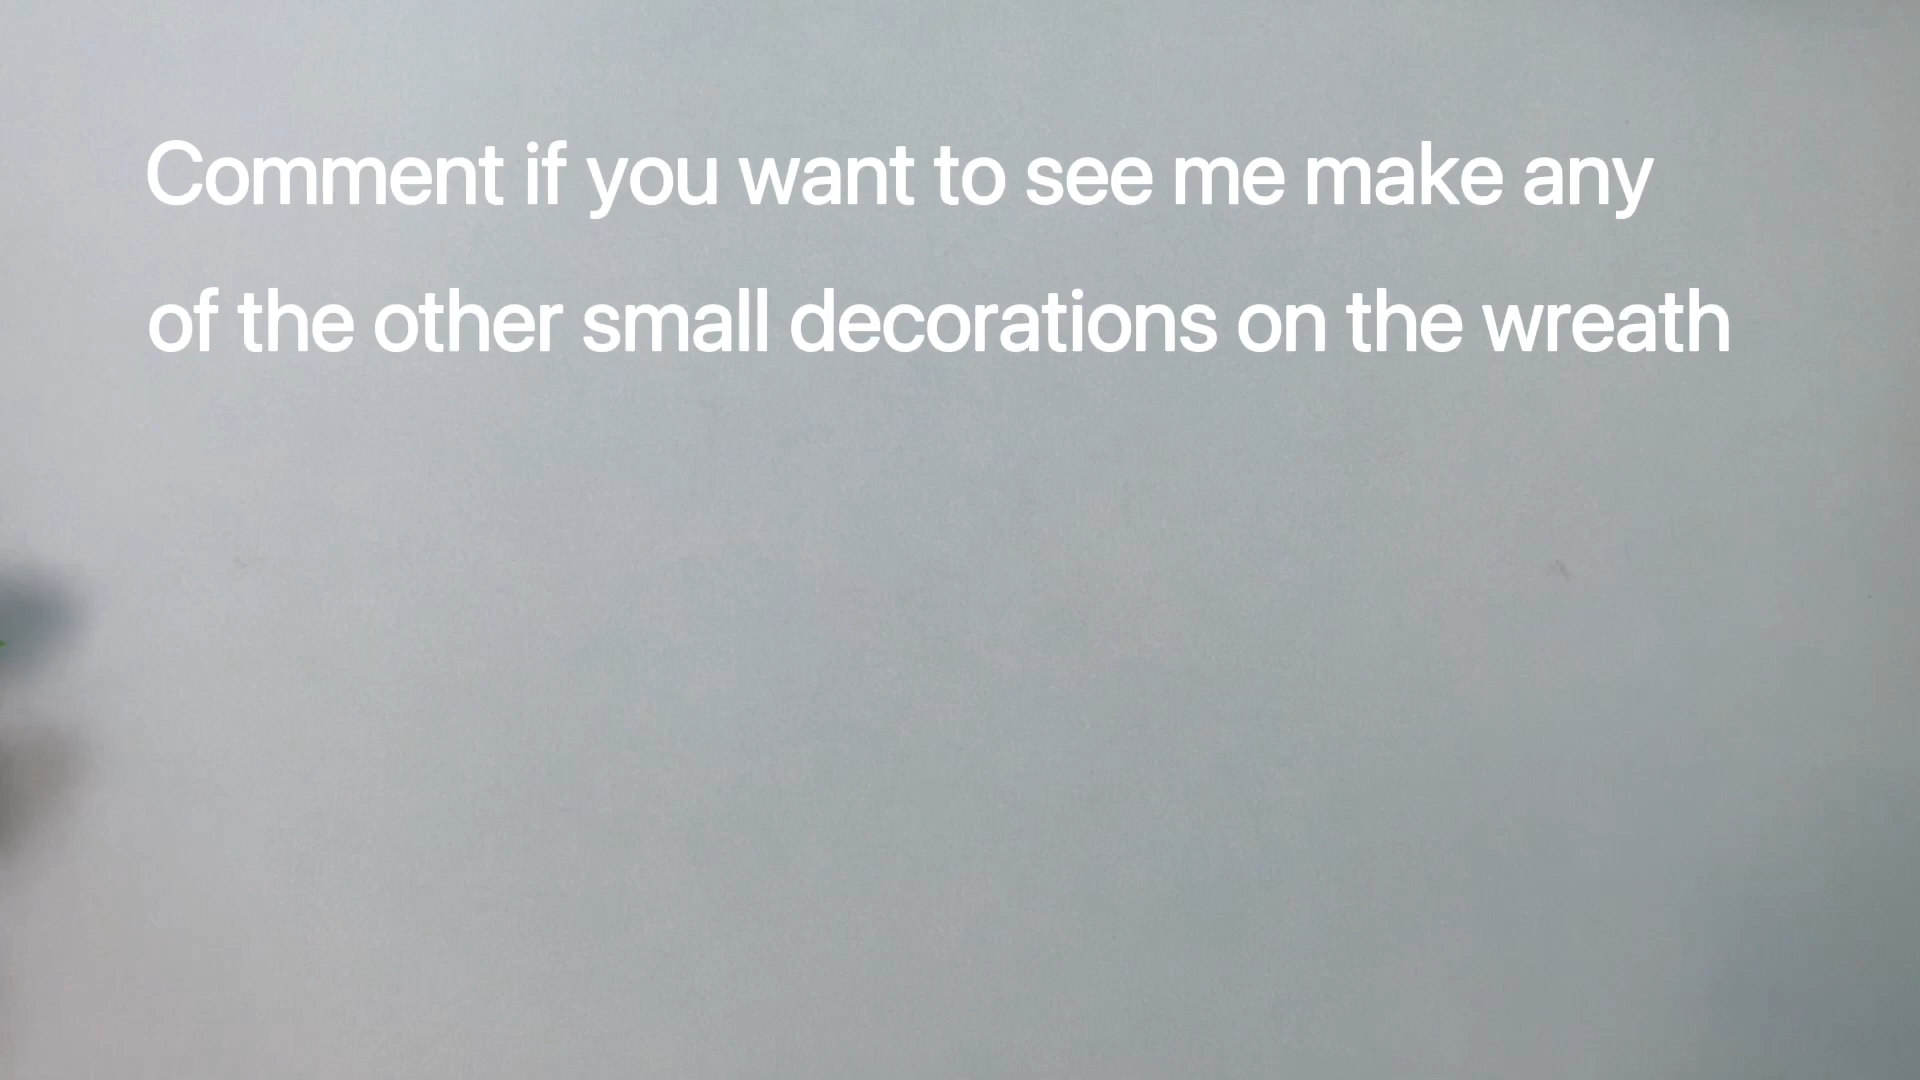 Comment if you want to see me make any
of the other small decorations on the wreath